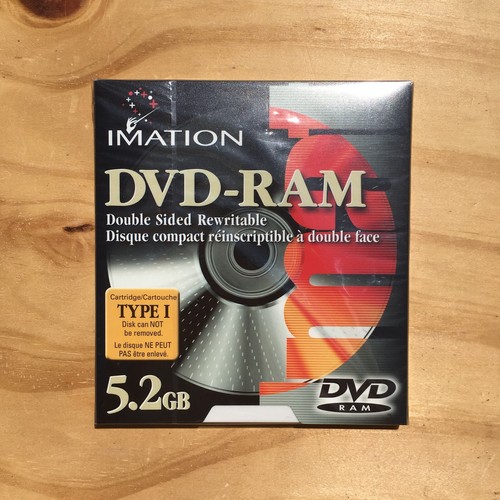 IMATION
DVD-RAM
Double Sided Rewritable
Disque compact réinscriptible à double face
Cartridge/Cartouche
TYPE I
Disk can NOT
be removed.
Le disque NE PEUT
PAS être enlevé.
5.2GB
DVD
RAM